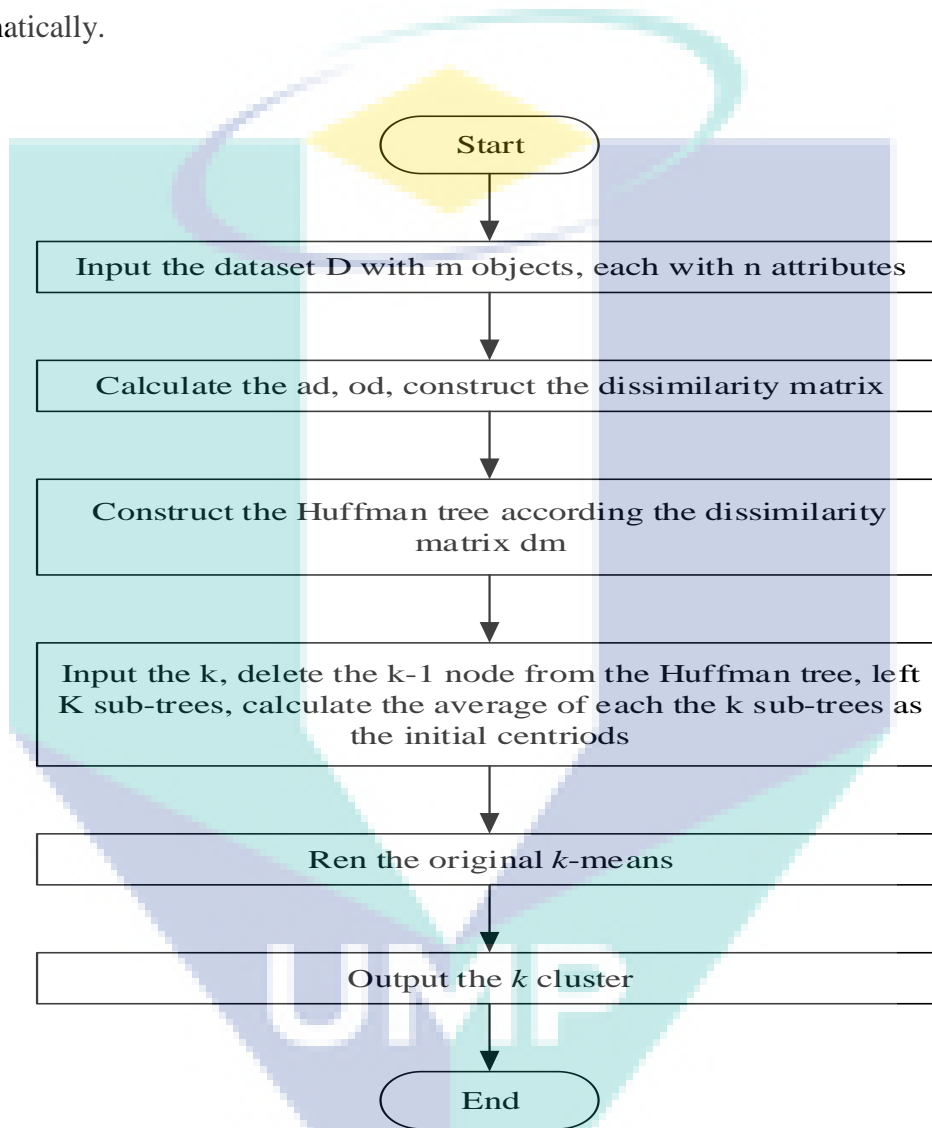 natically.
Start
Input the dataset D with m objects, each with n attributes
Calculate the ad, od, construct the dissimilarity matrix
Construct the Huffman tree according the dissimilarity
matrix dm
Input the k, delete the k-1 node from the Huffman tree, left
K sub-trees, calculate the average of each the k sub-trees as
the initial centriods
Ren the original k-means
Output the k cluster
UMP
End